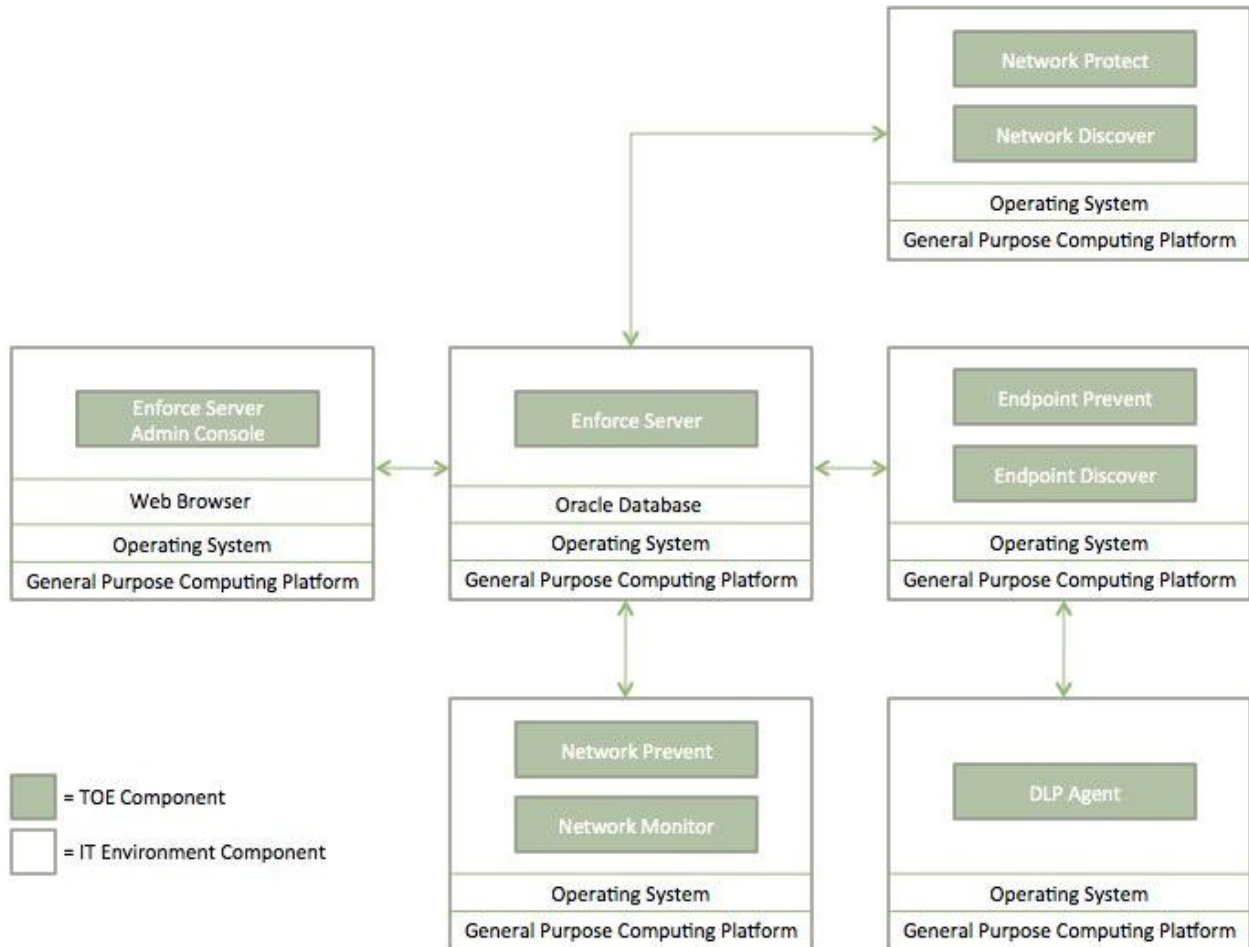 Network Protect
Network Discover
Operating System
General Purpose Computing Platform
Enforce Server
Admin Console
Web Browser
Operating System
General Purpose Computing Platform
Enforce Server
Oracle Database
Operating System
General Purpose Computing Platform
Endpoint Prevent
Endpoint Discover
Operating System
General Purpose Computing Platform
Network Prevent
Network Monitor
Operating System
General Purpose Computing Platform
DLP Agent
Operating System
General Purpose Computing Platform
= TOE Component
= IT Environment Component